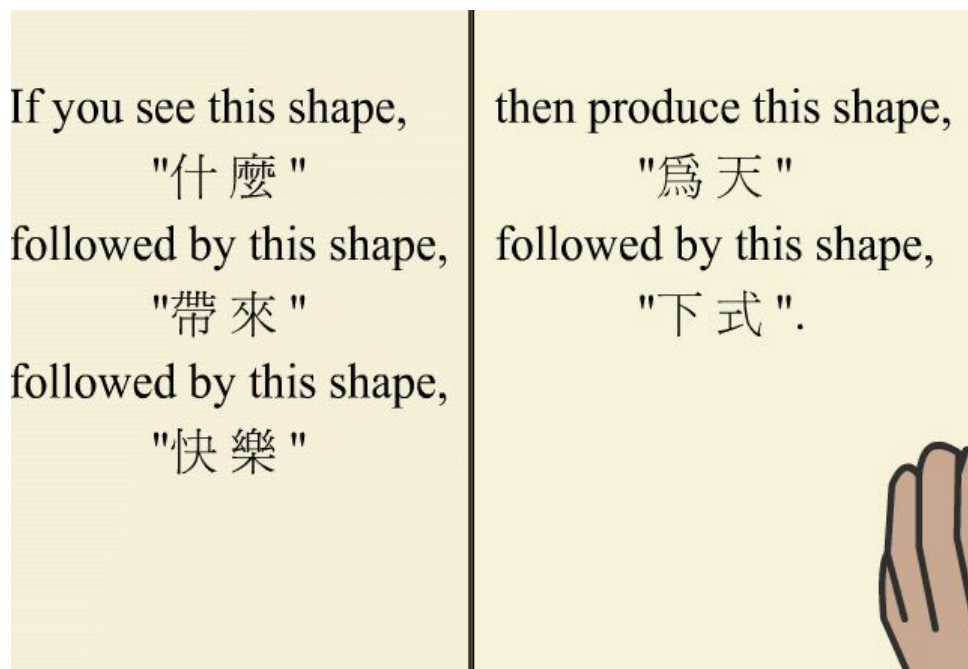 If you see this shape,
"什 麼 "
followed by this shape,
"帶 來 "
followed by this shape,
"快 樂 "
then produce this shape,
"爲 天 "
followed by this shape,
"下 式 ".